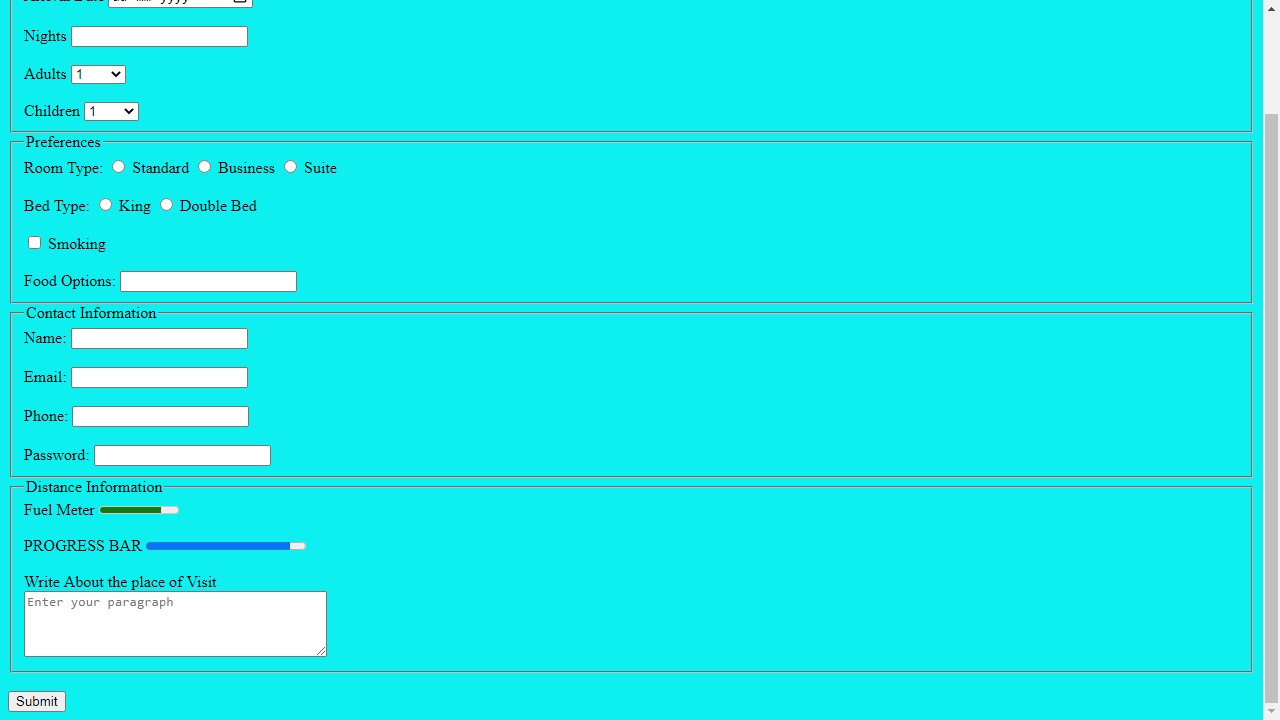 Nights
Adults 1
Children 1
Preferences
Room Type: Standard Business Suite
Bed Type: King Double Bed
Smoking
Food Options:
Contact Information
Name:
Email:
Phone:
Password:
Distance Information
Fuel Meter
PROGRESS BAR
Write About the place of Visit
Enter your paragraph
Submit